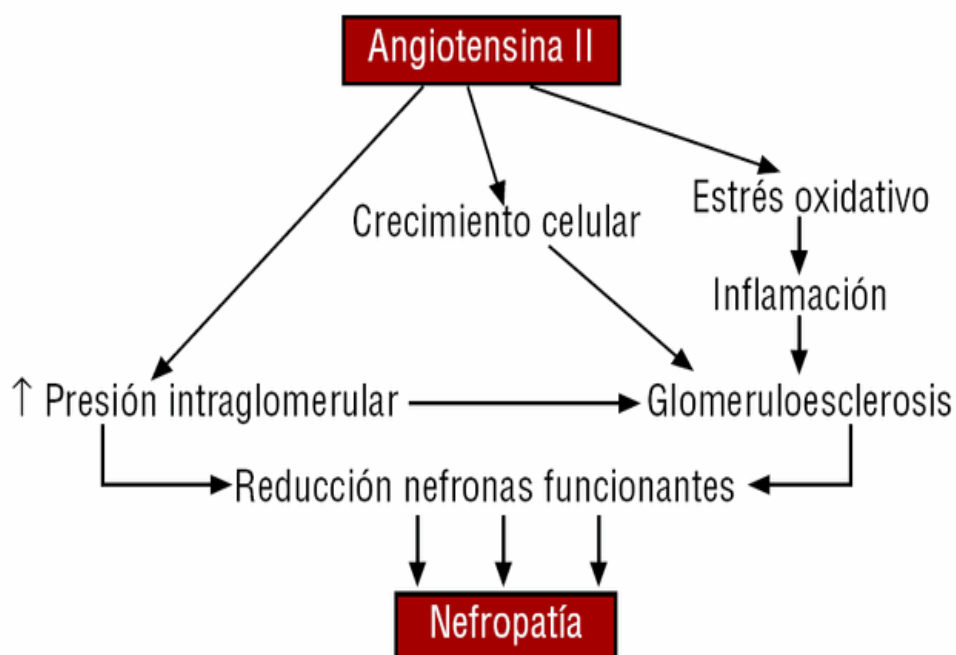 Angiotensina II
Estrés oxidativo
Crecimiento celular
Inflamación
↑ Presión intraglomerular
Glomeruloesclerosis
Reducción nefronas funcionantes
Nefropatía